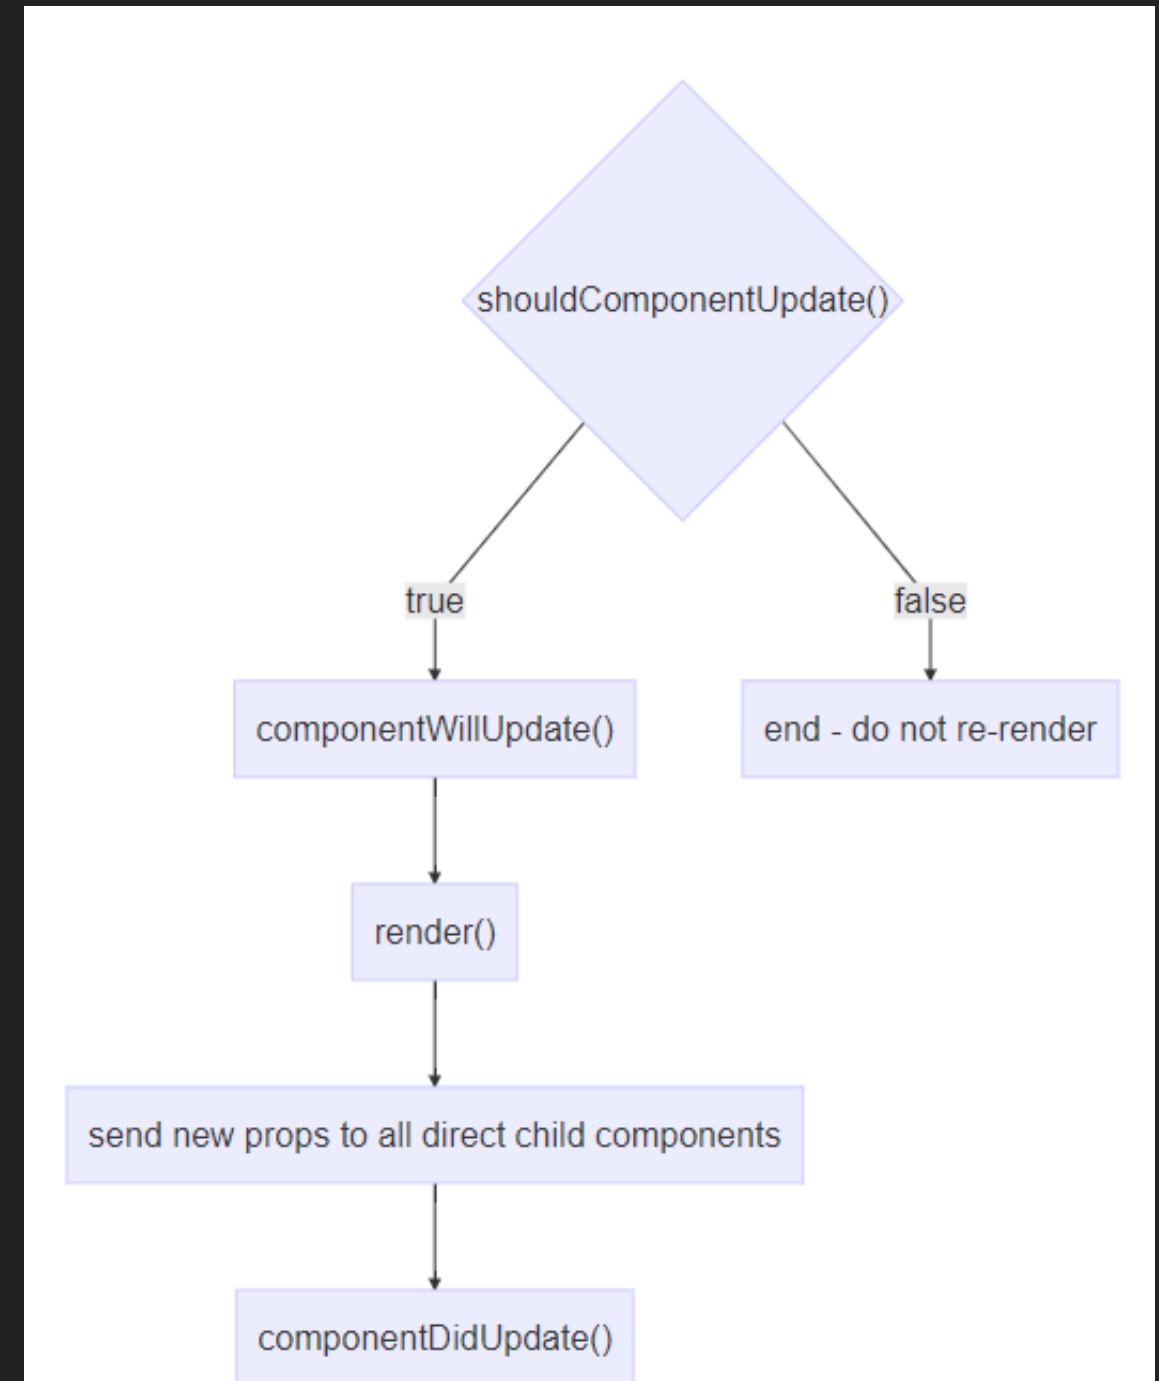 shouldComponentUpdate()
true
false
componentWillUpdate()
end - do not re-render
render()
send new props to all direct child components
componentDidUpdate()